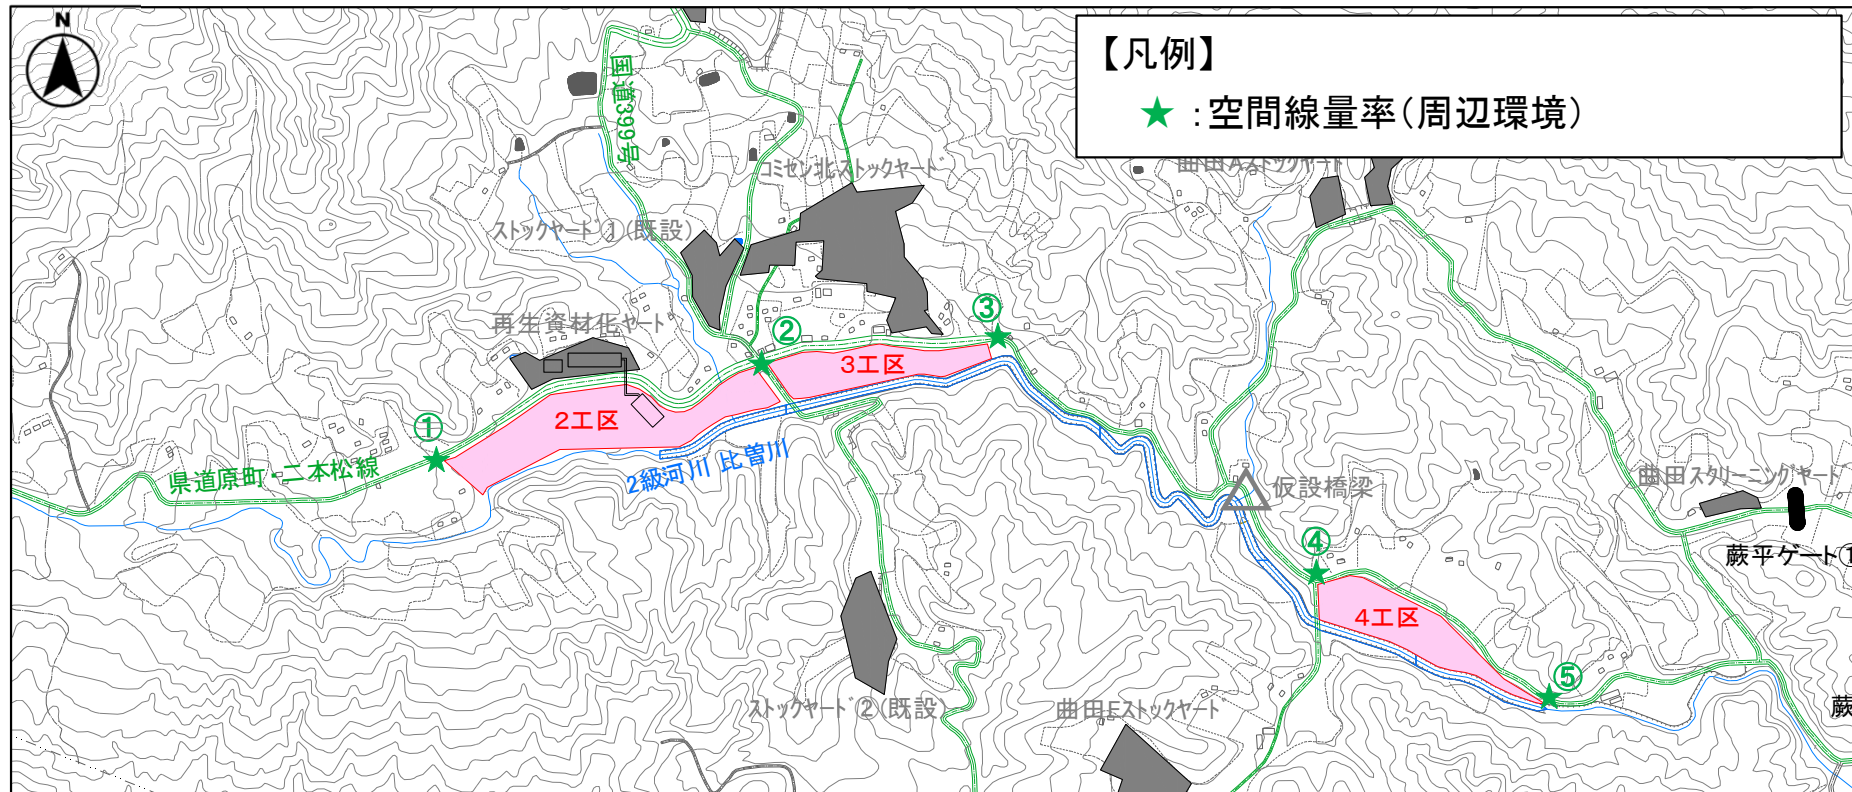 N
【凡例】
★ :空間線量率(周辺環境)
国道399号
コミセン北ストックヤード
曲田Aストックヤード
ストックヤード①(既設)
再生資材化ヤード
②
③
3工区
①
2工区
県道原町・二本松線
2級河川 比曽川
仮設橋梁
曲田スクリーニングヤード
④
蕨平ゲート①
4工区
⑤
ストックヤード②(既設)
曲田Eストックヤード
蕨